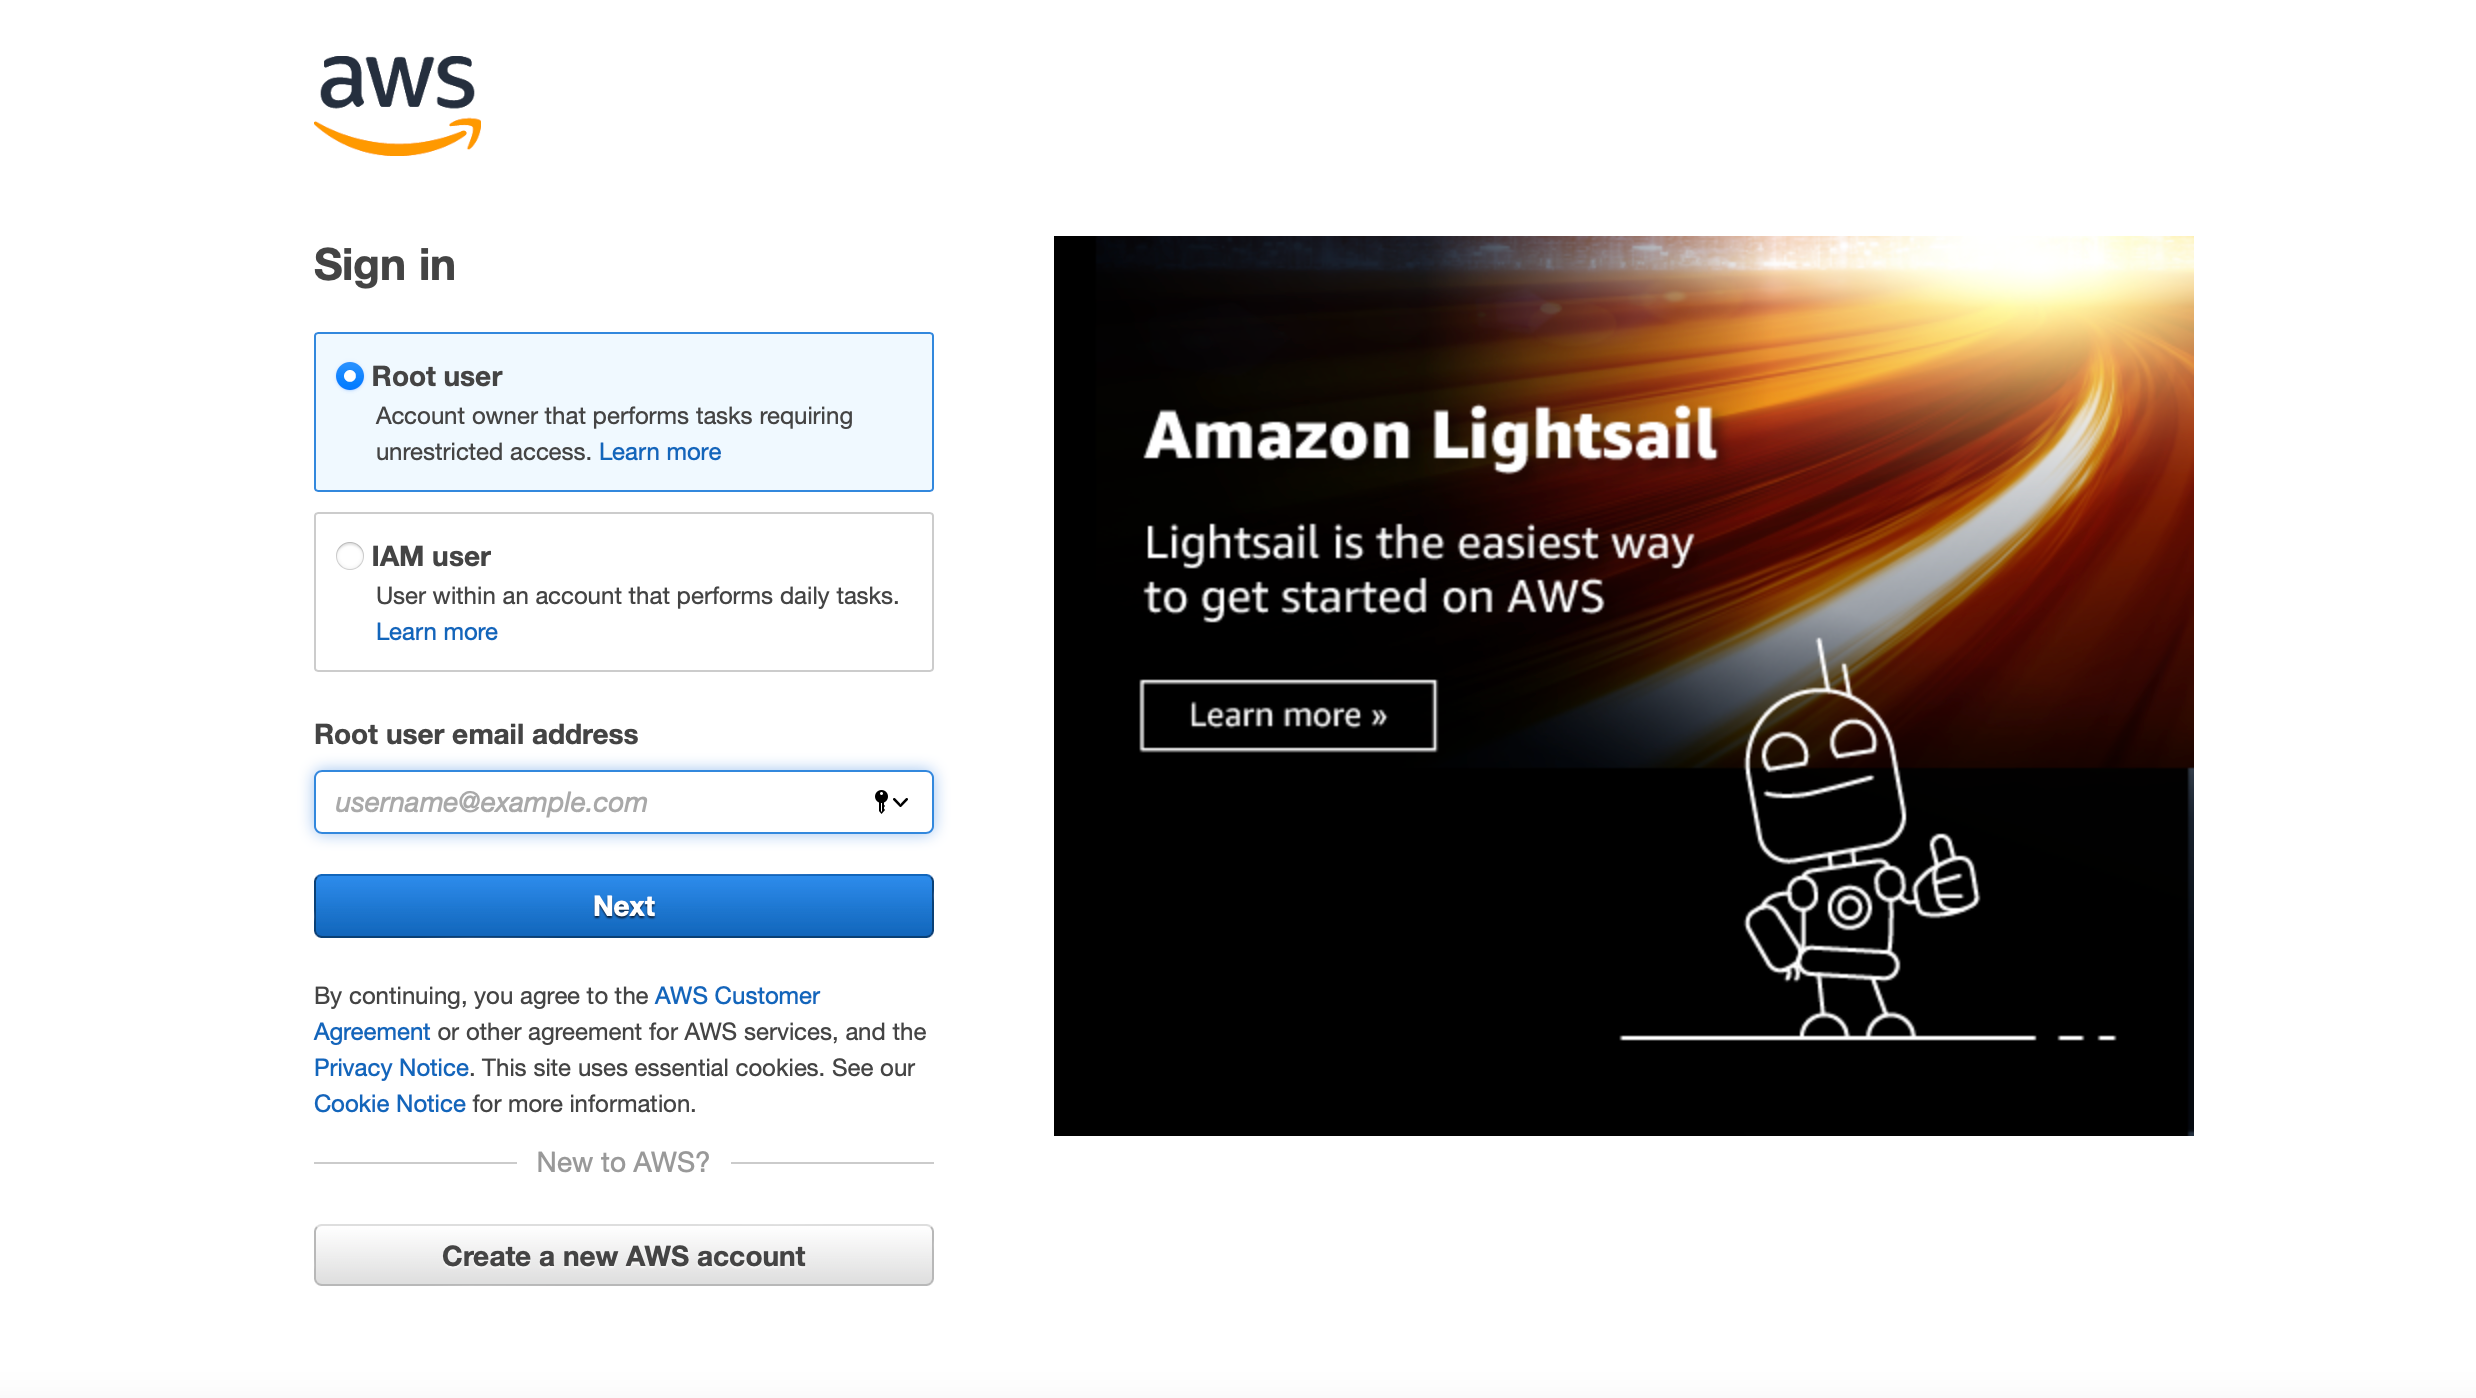 aws
Sign in
Root user
Account owner that performs tasks requiring
unrestricted access. Learn more
IAM user
User within an account that performs daily tasks.
Learn more
Root user email address
username@example.com
Next
By continuing, you agree to the AWS Customer
Agreement or other agreement for AWS services, and the
Privacy Notice. This site uses essential cookies. See our
Cookie Notice for more information.
New to AWS?
Create a new AWS account
Amazon Lightsail
Lightsail is the easiest way
to get started on AWS
Learn more »